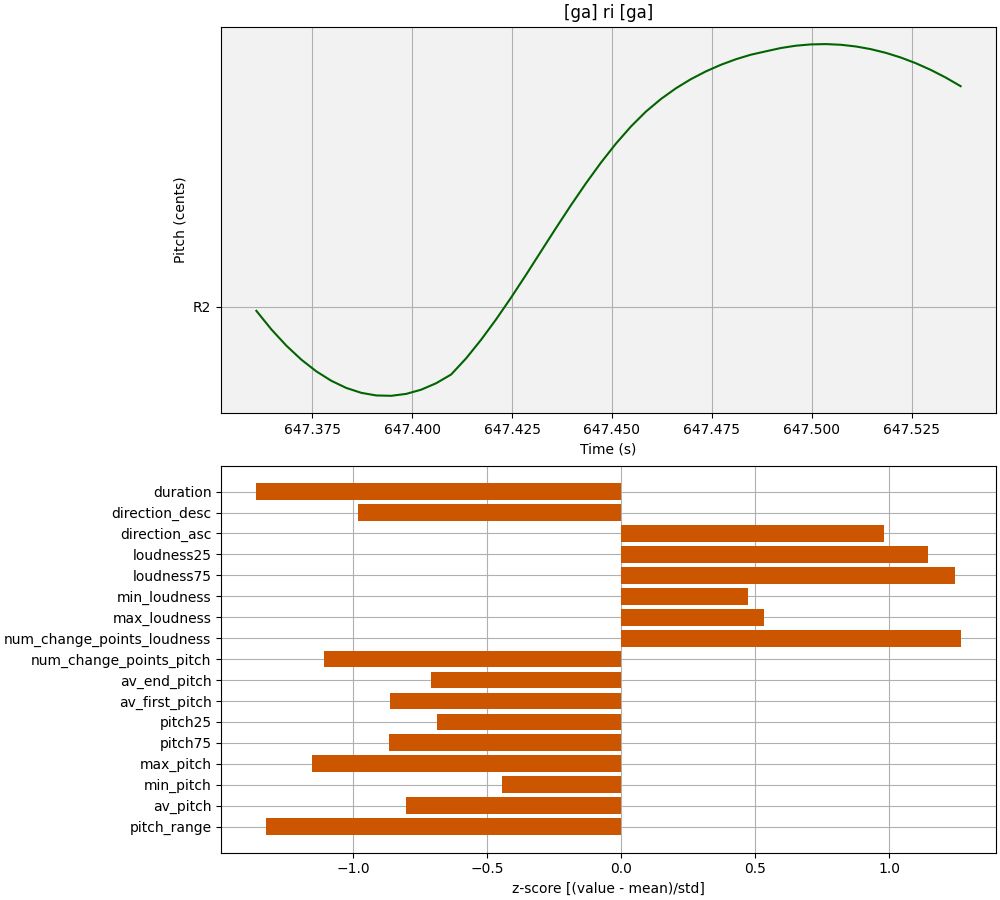 [ga] ri [ga]
Pitch (cents)
R2
647.375 647.400 647.425 647.450 647.475 647.500 647.525
Time (s)
duration
direction_desc
direction_asc
loudness25
loudness75
min_loudness
max_loudness
num_change_points_loudness
num_change_points_pitch
av_end_pitch
av_first_pitch
pitch25
pitch75
max_pitch
min_pitch
av_pitch
pitch_range
−1.0 −0.5 0.0 0.5 1.0
z-score [(value - mean)/std]